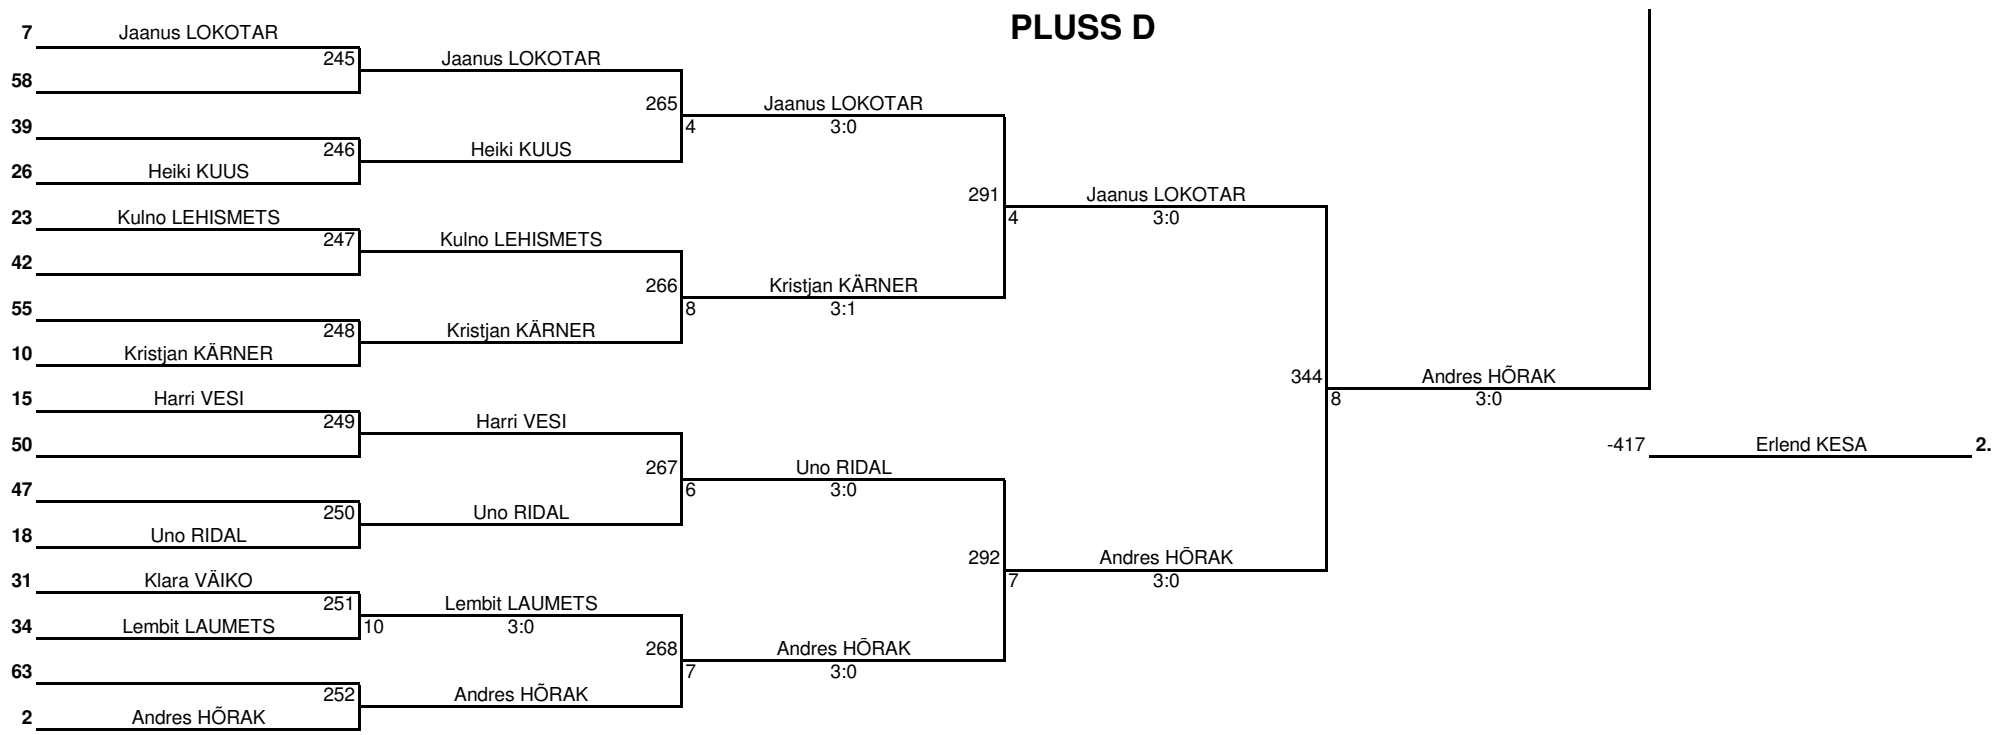 PLUSS D
7 Jaanus LOKOTAR
245 Jaanus LOKOTAR
58
265 Jaanus LOKOTAR
4 3:0
39
246 Heiki KUUS
26 Heiki KUUS
291 Jaanus LOKOTAR
4 3:0
23 Kulno LEHISMETS
247 Kulno LEHISMETS
42
266 Kristjan KÄRNER
8 3:1
55
248 Kristjan KÄRNER
10 Kristjan KÄRNER
344 Andres HÕRAK
8 3:0
15 Harri VESI
249 Harri VESI
50
-417 Erlend KESA 2.
267 Uno RIDAL
6 3:0
47
250 Uno RIDAL
18 Uno RIDAL
292 Andres HÕRAK
7 3:0
31 Klara VÄIKO
251 Lembit LAUMETS
34 Lembit LAUMETS 10 3:0
268 Andres HÕRAK
7 3:0
63
252 Andres HÕRAK
2 Andres HÕRAK